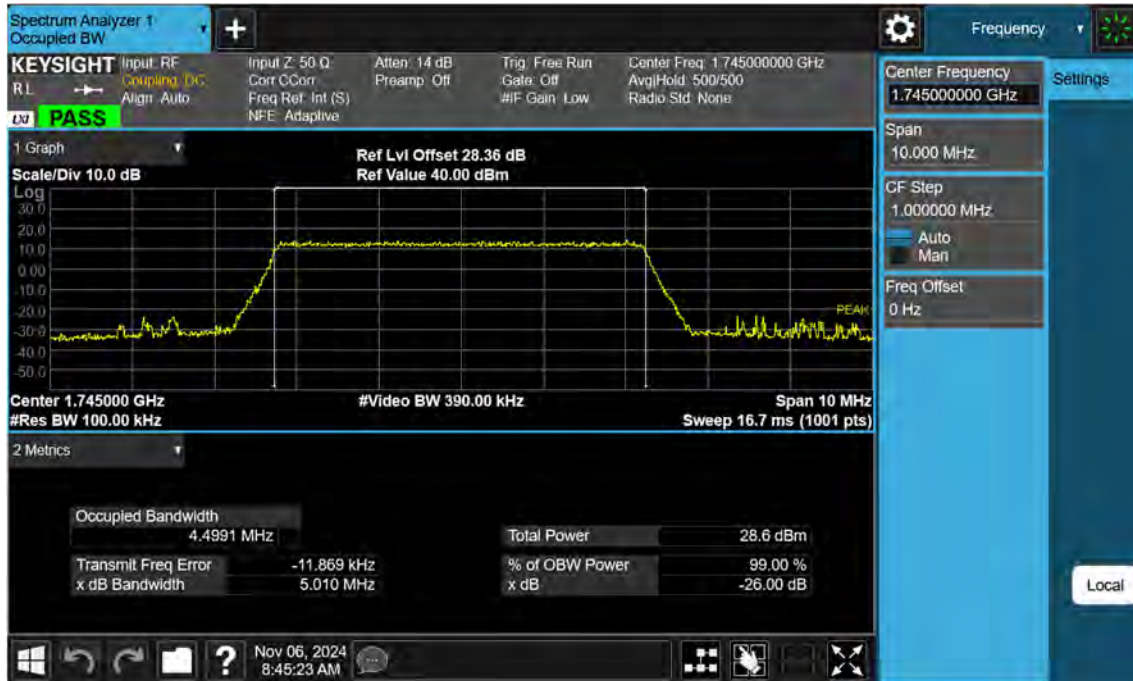 Spectrum Analyzer 1
Occupied BW
+
Frequency
KEYSIGHT
RL
LXI
PASS
Input: RF
Coupling: DC
Align: Auto
Input Z: 50 Ω
Corr CCorr
Freq Ref: Int (S)
NFE: Adaptive
Atten: 14 dB
Preamp: Off
Trig: Free Run
Gate: Off
#IF Gain: Low
Center Freq: 1.745000000 GHz
Avg|Hold: 500/500
Radio Std: None
1 Graph
Scale/Div 10.0 dB
Ref Lvl Offset 28.36 dB
Ref Value 40.00 dBm
Log
30.0
20.0
10.0
0.00
-10.0
-20.0
-30.0
-40.0
-50.0
PEAK
Center 1.745000 GHz
#Video BW 390.00 kHz
Span 10 MHz
#Res BW 100.00 kHz
Sweep 16.7 ms (1001 pts)
2 Metrics
Occupied Bandwidth
4.4991 MHz
Transmit Freq Error -11.869 kHz
x dB Bandwidth 5.010 MHz
Total Power 28.6 dBm
% of OBW Power 99.00 %
x dB -26.00 dB
Center Frequency
1.745000000 GHz
Span
10.000 MHz
CF Step
1.000000 MHz
Auto
Man
Freq Offset
0 Hz
Settings
Local
?
Nov 06, 2024
8:45:23 AM